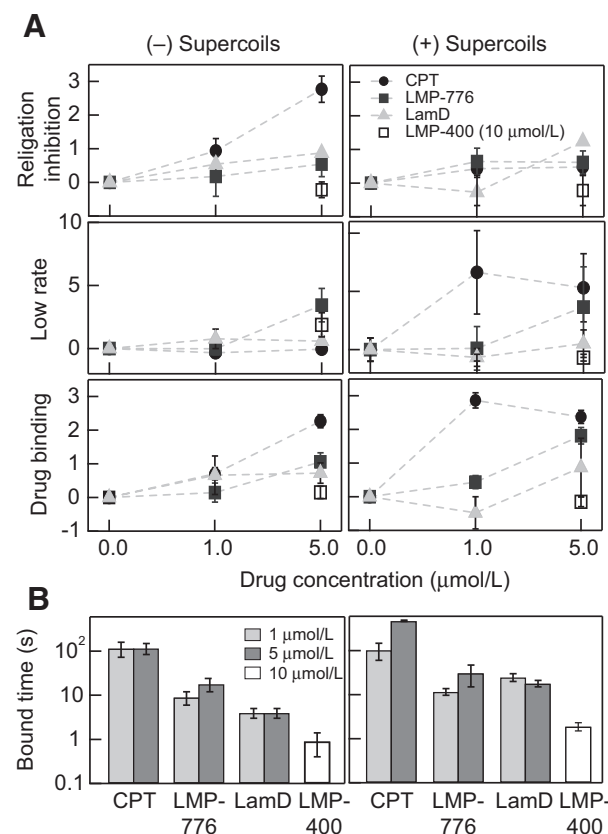 A
(–) Supercoils
(+) Supercoils
Religation
inhibition
3
2
1
0
CPT
LMP-776
LamD
LMP-400 (10 μmol/L)
Low rate
10
5
0
Drug binding
3
2
1
0
-1
0.0 1.0 5.0
0.0 1.0 5.0
Drug concentration (μmol/L)
B
Bound time (s)
10²
10
1
0.1
1 μmol/L
5 μmol/L
10 μmol/L
CPT LMP- LamD LMP-
776 400
CPT LMP- LamD LMP-
776 400